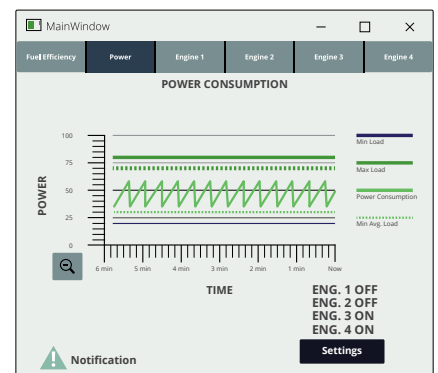 MainWindow
Fuel Efficiency Power Engine 1 Engine 2 Engine 3 Engine 4
POWER CONSUMPTION
100
75
50
25
0
POWER
6 min 5 min 4 min 3 min 2 min 1 min Now
TIME
Min Load
Max Load
Power Consumption
Min Avg. Load
ENG. 1 OFF
ENG. 2 OFF
ENG. 3 ON
ENG. 4 ON
Settings
Notification